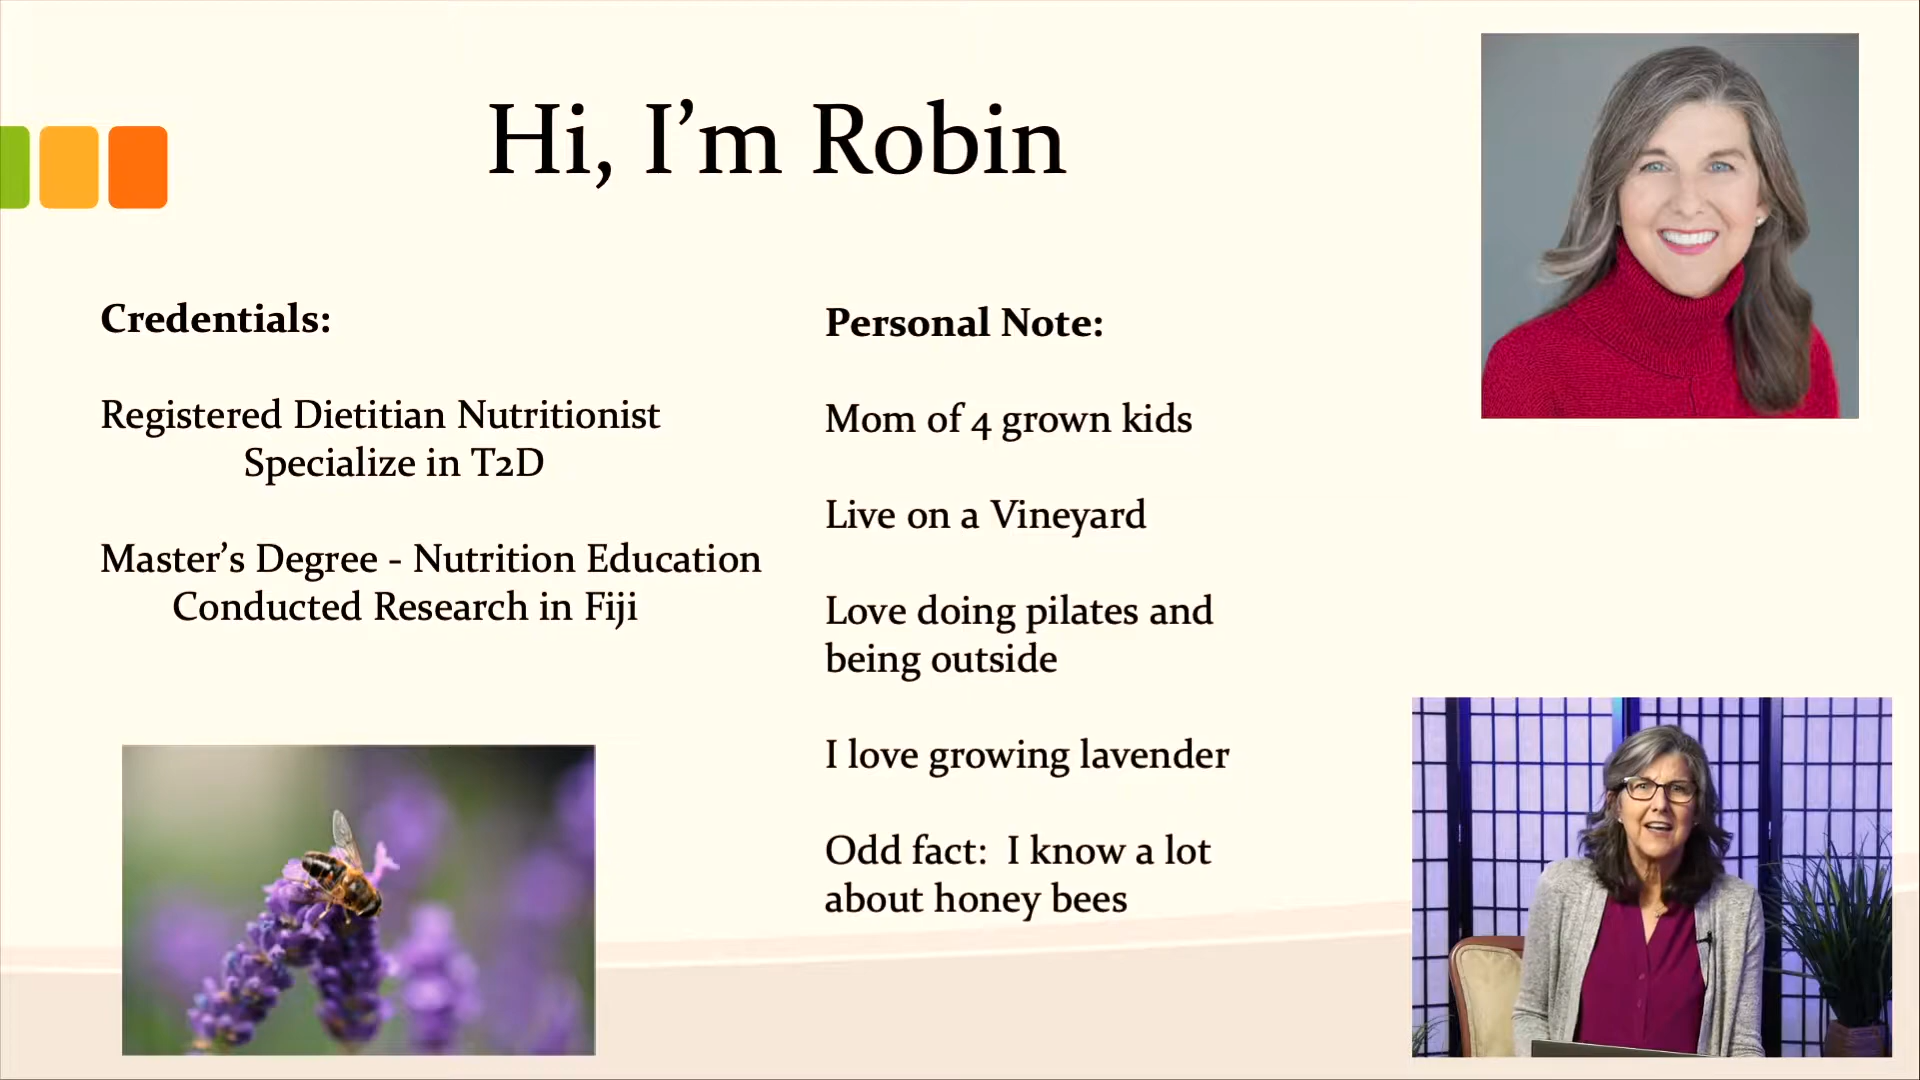 Hi, I’m Robin
Credentials:
Registered Dietitian Nutritionist
Specialize in T2D
Master’s Degree - Nutrition Education
Conducted Research in Fiji
Personal Note:
Mom of 4 grown kids
Live on a Vineyard
Love doing pilates and
being outside
I love growing lavender
Odd fact:  I know a lot
about honey bees